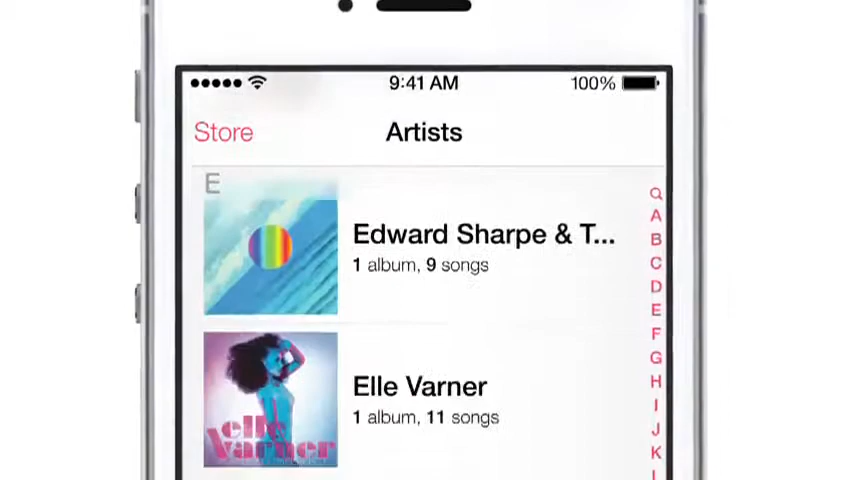 9:41 AM 100%
Store Artists
E
Edward Sharpe & T...
1 album, 9 songs
elle
varner
Elle Varner
1 album, 11 songs
A
B
C
D
E
F
G
H
I
J
K